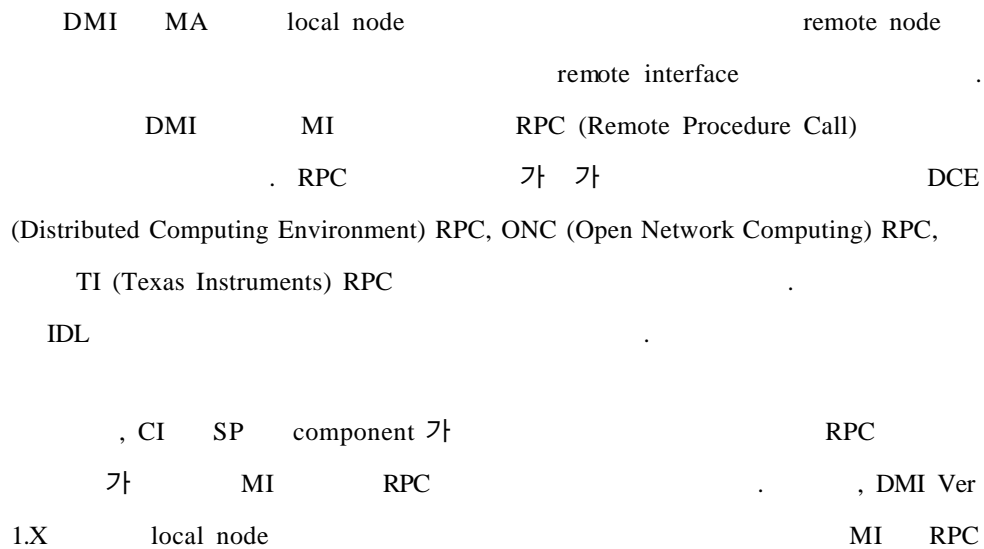 DMI MA local node remote node
remote interface .
DMI MI RPC (Remote Procedure Call)
. RPC 가 가 DCE
(Distributed Computing Environment) RPC, ONC (Open Network Computing) RPC,
TI (Texas Instruments) RPC .
IDL .
, CI SP component 가 RPC
가 MI RPC . , DMI Ver
1.X local node MI RPC